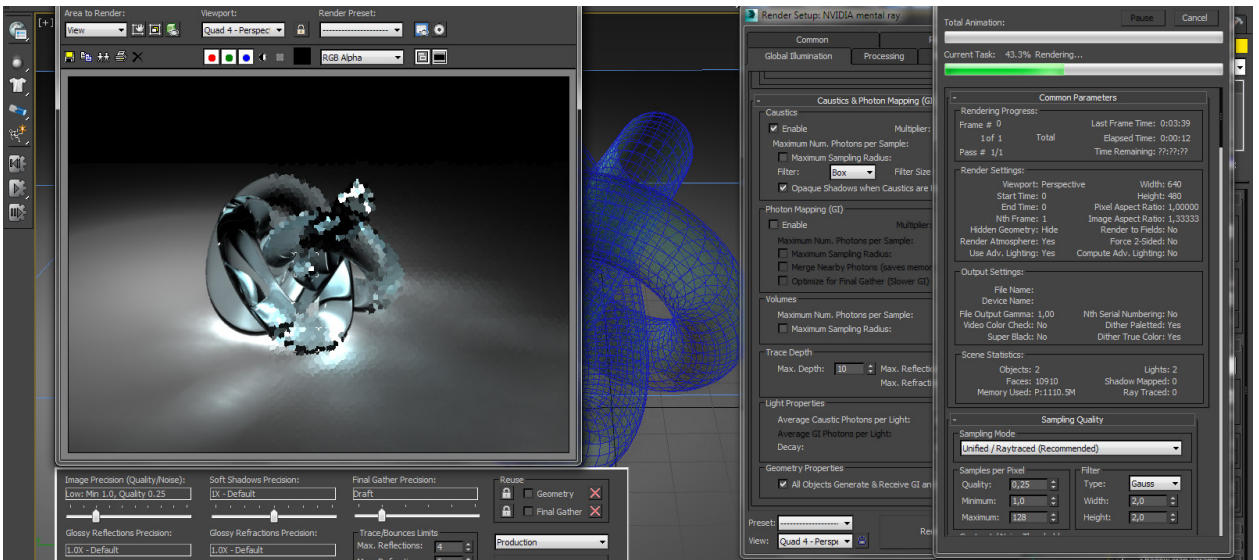 Area to Render:
Viewport:
Render Preset:
View
Quad 4 - Perspect
--------------------
RGB Alpha
[+]
Image Precision (Quality/Noise):
Low: Min 1.0, Quality 0.25
Soft Shadows Precision:
1X - Default
Final Gather Precision:
Draft
Glossy Reflections Precision:
1.0X - Default
Glossy Refractions Precision:
1.0X - Default
Trace/Bounces Limits
Max. Reflections: 4
Reuse
Geometry
Final Gather
Production
Render Setup: NVIDIA mental ray
Common
Global Illumination
Processing
Caustics & Photon Mapping (GI
Caustics
Enable
Multiplier:
Maximum Num. Photons per Sample:
Maximum Sampling Radius:
Filter: Box
Filter Size
Opaque Shadows when Caustics are
Photon Mapping (GI)
Enable
Multiplier:
Maximum Num. Photons per Sample:
Maximum Sampling Radius:
Merge Nearby Photons (saves memor
Optimize for Final Gather (Slower GI)
Volumes
Maximum Num. Photons per Sample:
Maximum Sampling Radius:
Trace Depth
Max. Depth: 10
Max. Reflectio
Max. Refracti
Light Properties
Average Caustic Photons per Light:
Average GI Photons per Light:
Decay:
Geometry Properties
All Objects Generate & Receive GI an
Preset: --------------------
View: Quad 4 - Perspe
Pause
Cancel
Total Animation:
Current Task: 43.3% Rendering...
Common Parameters
Rendering Progress:
Frame # 0
Last Frame Time: 0:03:39
1 of 1
Total
Elapsed Time: 0:00:12
Pass # 1/1
Time Remaining: ??:??:??
Render Settings:
Viewport: Perspective
Width: 640
Start Time: 0
Height: 480
End Time: 0
Pixel Aspect Ratio: 1,00000
Nth Frame: 1
Image Aspect Ratio: 1,33333
Hidden Geometry: Hide
Render to Fields: No
Render Atmosphere: Yes
Force 2-Sided: No
Use Adv. Lighting: Yes
Compute Adv. Lighting: No
Output Settings:
File Name:
Device Name:
File Output Gamma: 1,00
Nth Serial Numbering: No
Video Color Check: No
Dither Paletted: Yes
Super Black: No
Dither True Color: Yes
Scene Statistics:
Objects: 2
Lights: 2
Faces: 10910
Shadow Mapped: 0
Memory Used: P:1110.5M
Ray Traced: 0
Sampling Quality
Sampling Mode
Unified / Raytraced (Recommended)
Samples per Pixel
Quality: 0,25
Minimum: 1,0
Maximum: 128
Filter
Type: Gauss
Width: 2,0
Height: 2,0